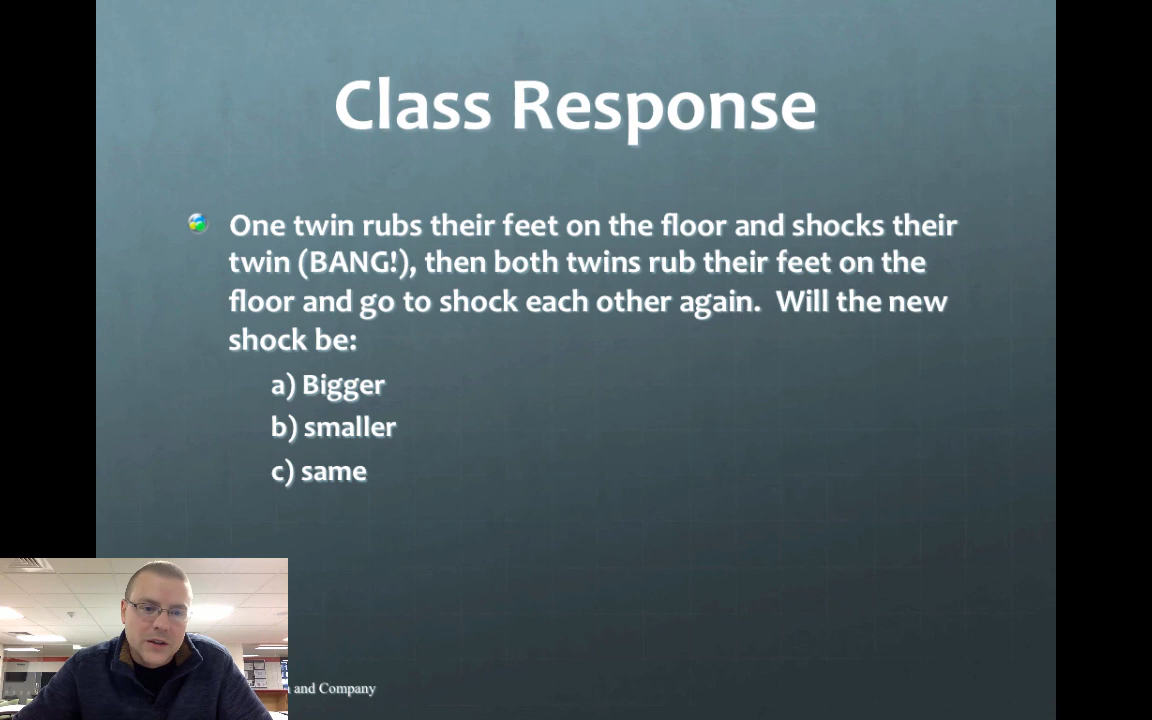 Class Response
One twin rubs their feet on the floor and shocks their
twin (BANG!), then both twins rub their feet on the
floor and go to shock each other again.  Will the new
shock be:
a) Bigger
b) smaller
c) same
and Company